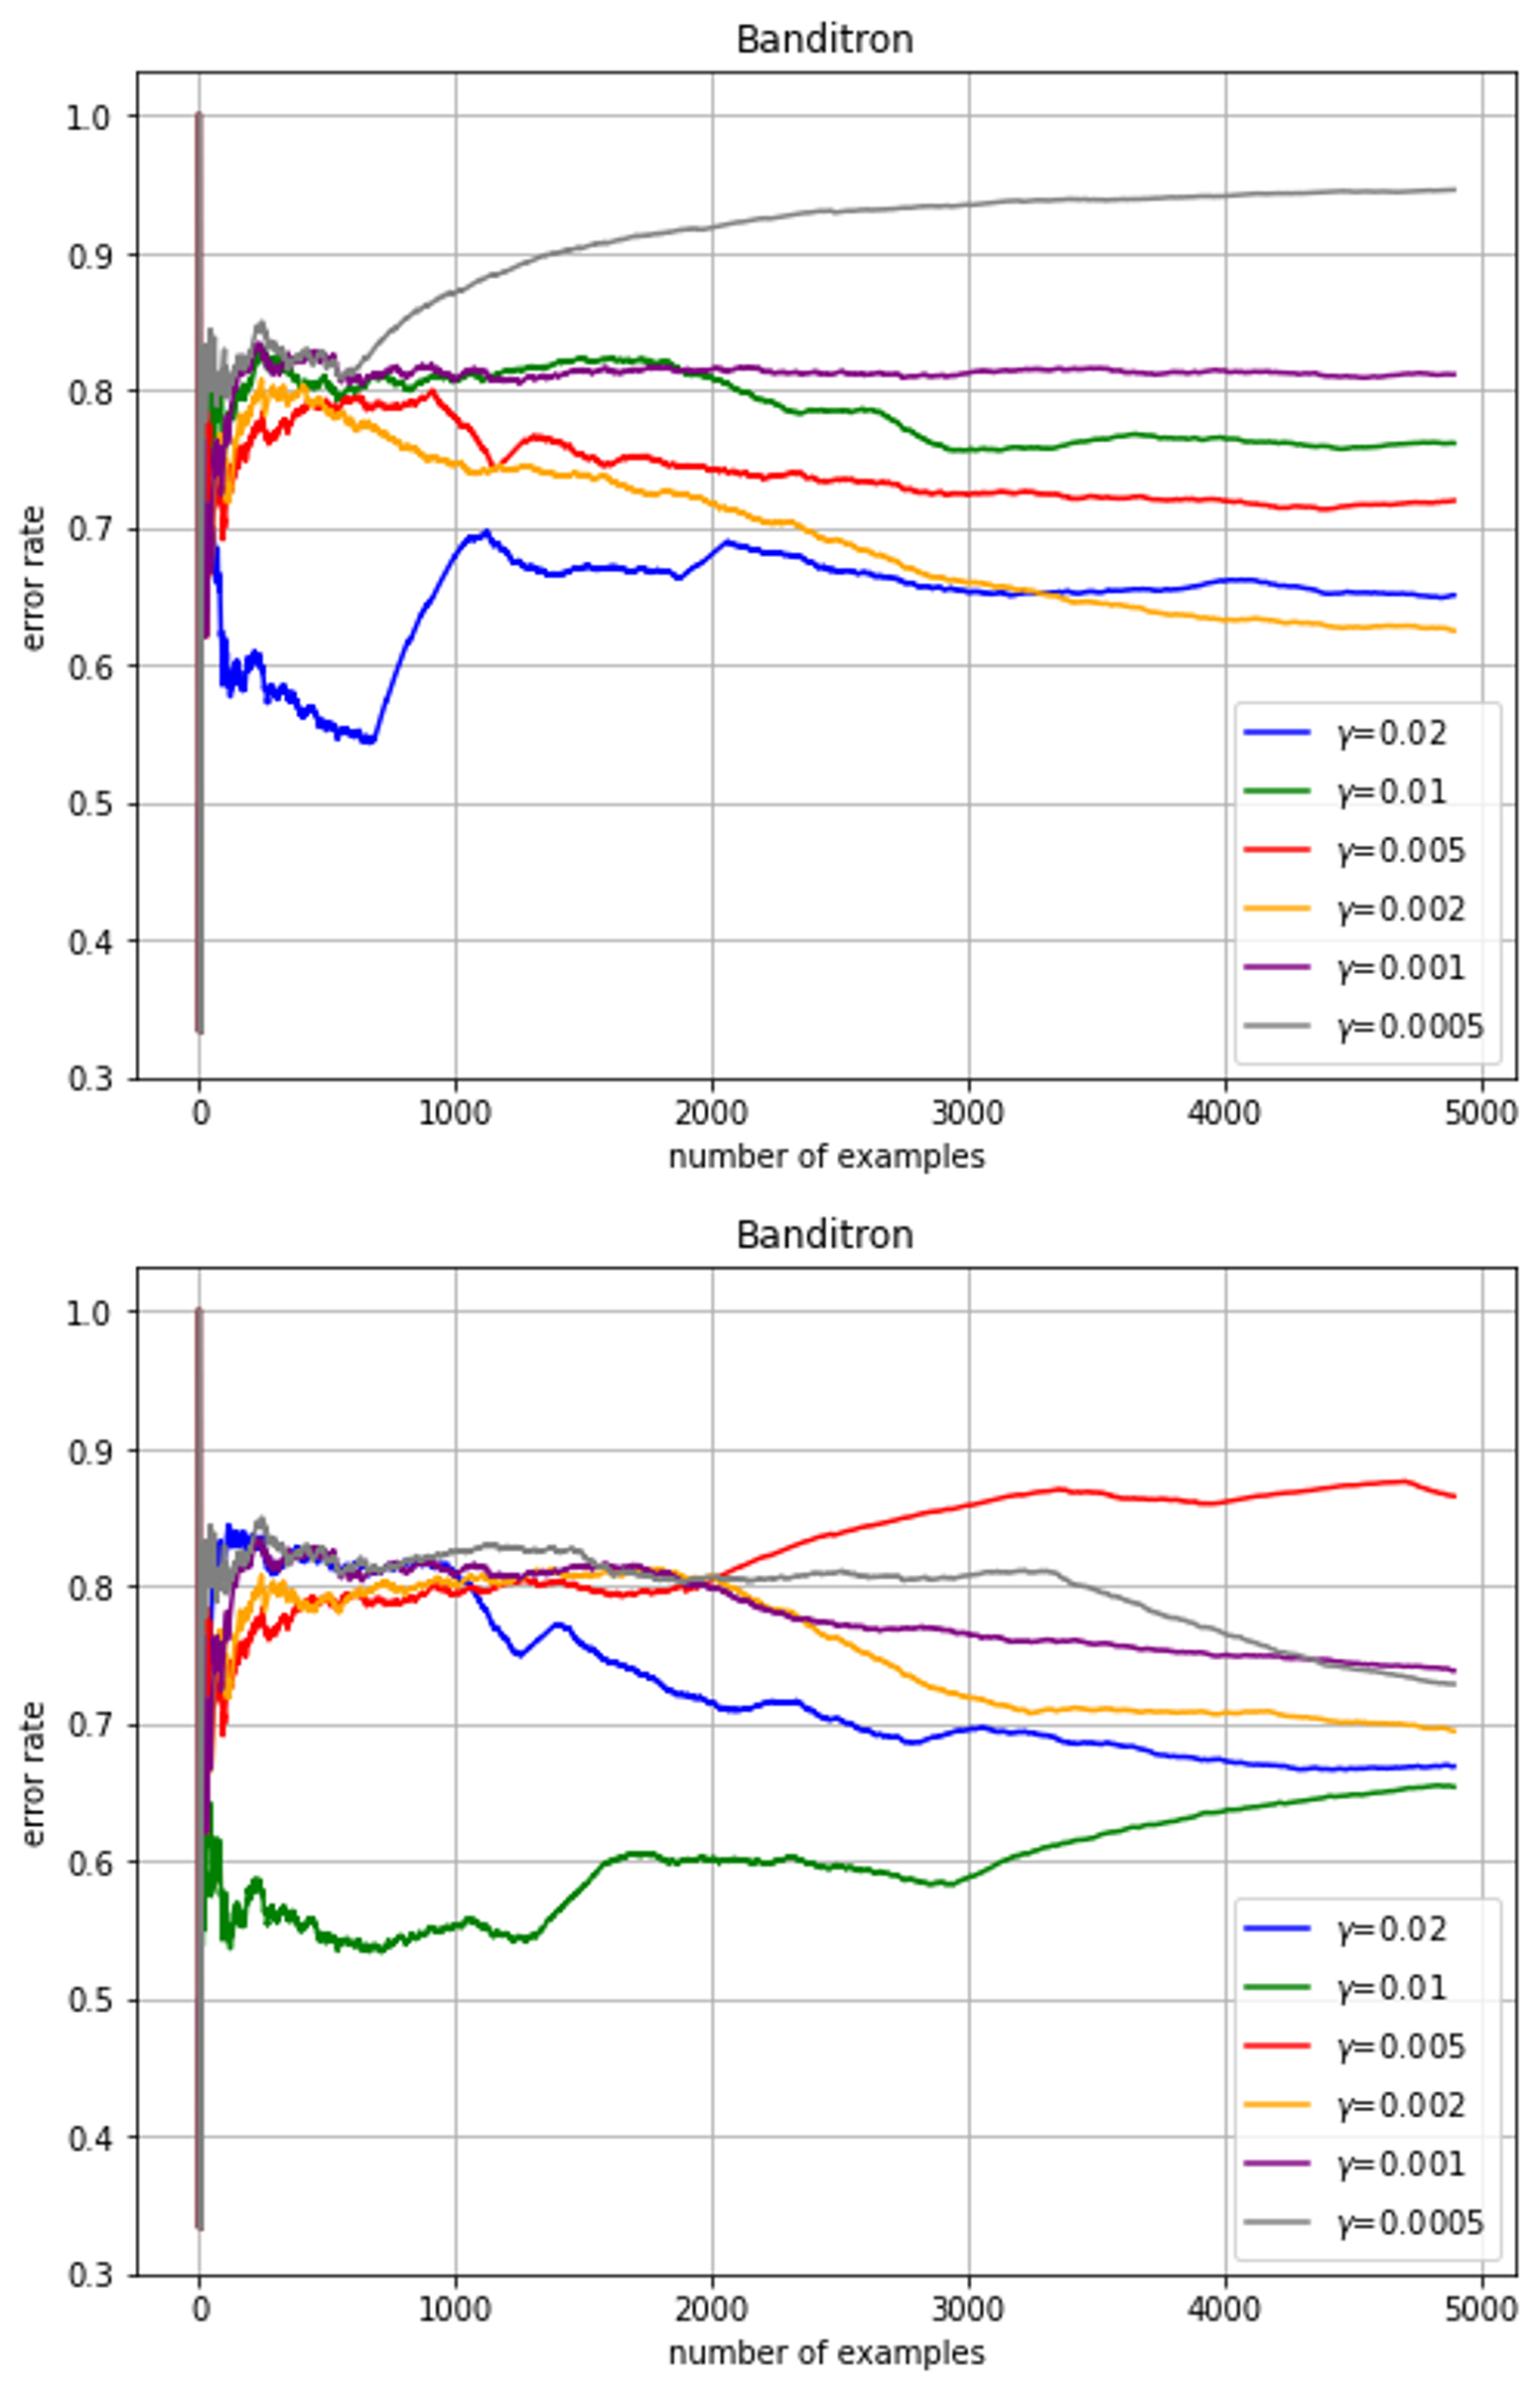 Banditron
1.0
0.9
0.8
0.7
0.6
0.5
0.4
0.3
error rate
γ=0.02
γ=0.01
γ=0.005
γ=0.002
γ=0.001
γ=0.0005
0 1000 2000 3000 4000 5000
number of examples
Banditron
1.0
0.9
0.8
0.7
0.6
0.5
0.4
0.3
error rate
γ=0.02
γ=0.01
γ=0.005
γ=0.002
γ=0.001
γ=0.0005
0 1000 2000 3000 4000 5000
number of examples